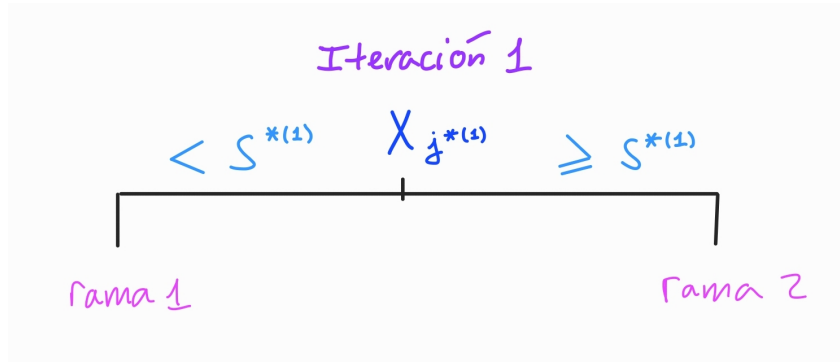 Iteración 1
< S*(1) X j*(1) ⩾ S*(1)
rama 1 rama 2